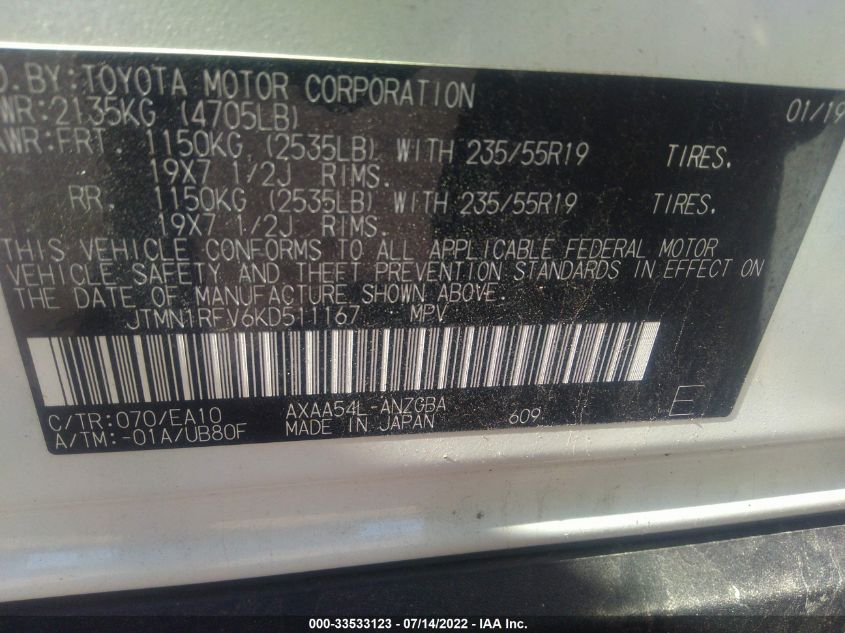 D.BY:TOYOTA MOTOR CORPORATION 01/19
WR:2135KG (4705LB)
AWR:FRT. 1150KG (2535LB) WITH 235/55R19 TIRES.
19X7 1/2J RIMS.
RR. 1150KG (2535LB) WITH 235/55R19 TIRES.
19X7 1/2J RIMS.
THIS VEHICLE CONFORMS TO ALL APPLICABLE FEDERAL MOTOR
VEHICLE SAFETY AND THEFT PREVENTION STANDARDS IN EFFECT ON
THE DATE OF MANUFACTURE SHOWN ABOVE.
JTMN1RFV6KD511167 MPV
C/TR:070/EA10 AXAA54L-ANZGBA
A/TM:-01A/UB80F MADE IN JAPAN 609 E
000-33533123 - 07/14/2022 - IAA Inc.